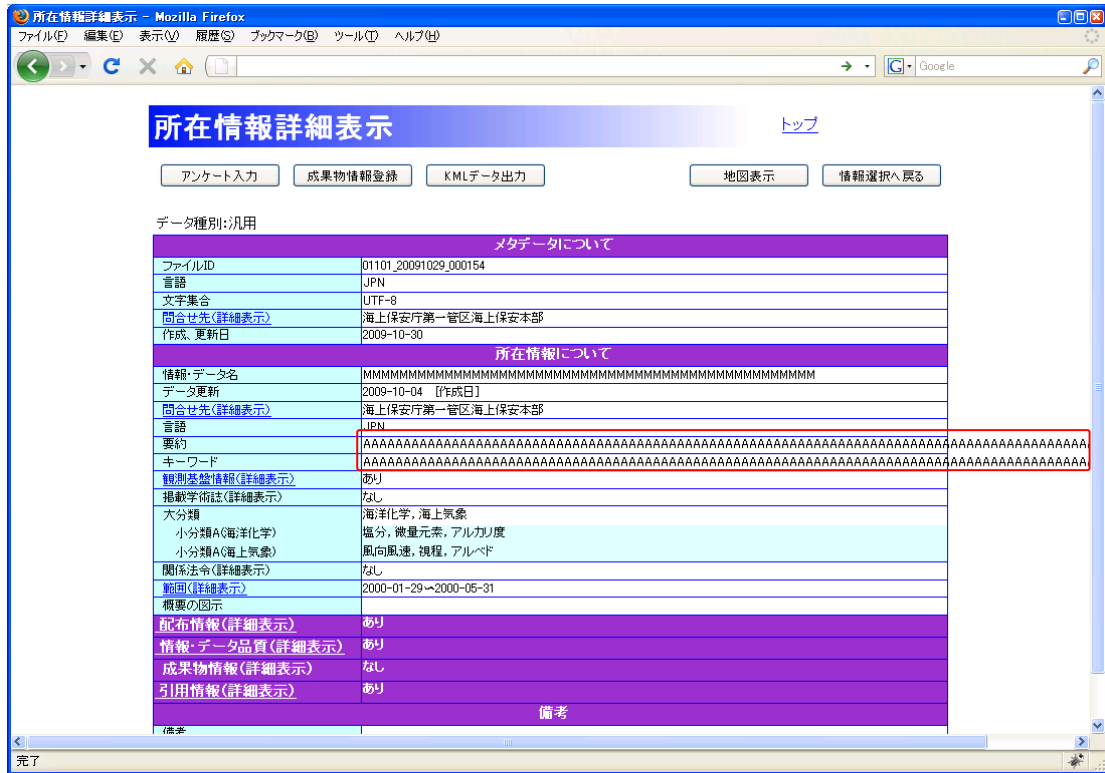 所在情報詳細表示 - Mozilla Firefox
ファイル(F) 編集(E) 表示(V) 履歴(S) ブックマーク(B) ツール(T) ヘルプ(H)
G Google
所在情報詳細表示 トップ
アンケート入力 成果物情報登録 KMLデータ出力 地図表示 情報選択へ戻る
データ種別:汎用
メタデータについて
ファイルID 01101_20091029_000154
言語 JPN
文字集合 UTF-8
問合せ先(詳細表示) 海上保安庁第一管区海上保安本部
作成、更新日 2009-10-30
所在情報について
情報・データ名
データ更新 2009-10-04 [作成日]
問合せ先(詳細表示) 海上保安庁第一管区海上保安本部
言語 JPN
要約
キーワード
観測基盤情報(詳細表示) あり
掲載学術誌(詳細表示) なし
大分類 海洋化学, 海上気象
小分類A(海洋化学) 塩分, 微量元素, アルカリ度
小分類A(海上気象) 風向風速, 視程, アルベド
関係法令(詳細表示) なし
範囲(詳細表示) 2000-01-29～2000-05-31
概要の図示
配布情報(詳細表示) あり
情報・データ品質(詳細表示) あり
成果物情報(詳細表示) なし
引用情報(詳細表示) あり
備考
備考
完了